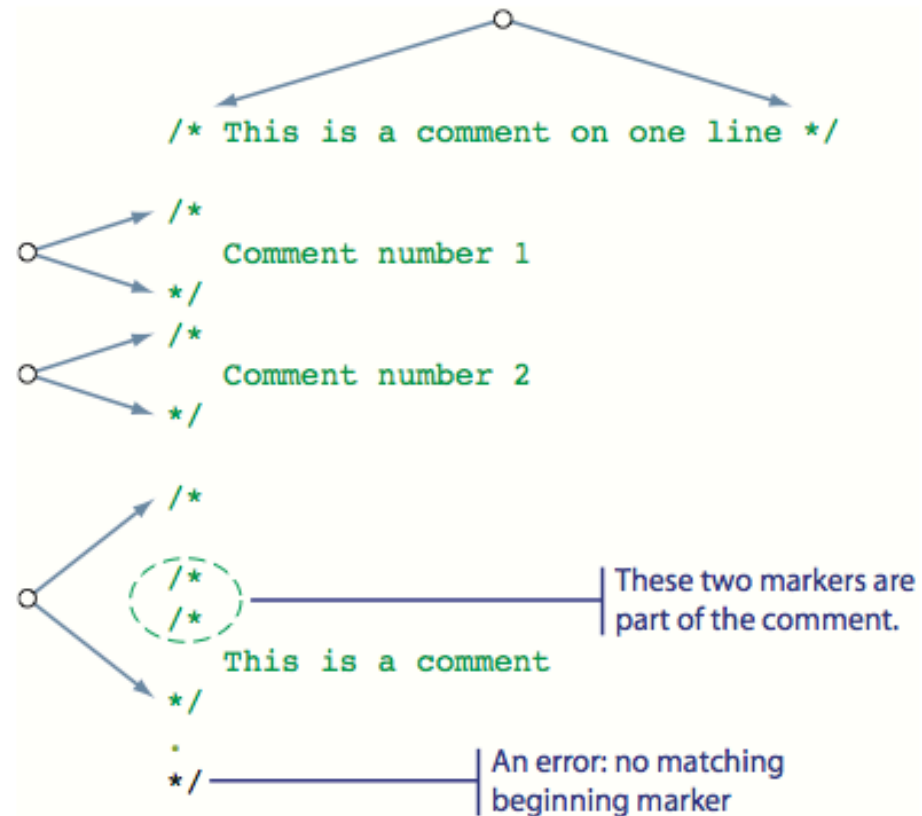 /* This is a comment on one line */
/*
Comment number 1
*/
/*
Comment number 2
*/
/*
/*
/*
These two markers are
part of the comment.
This is a comment
*/
.
*/
An error: no matching
beginning marker